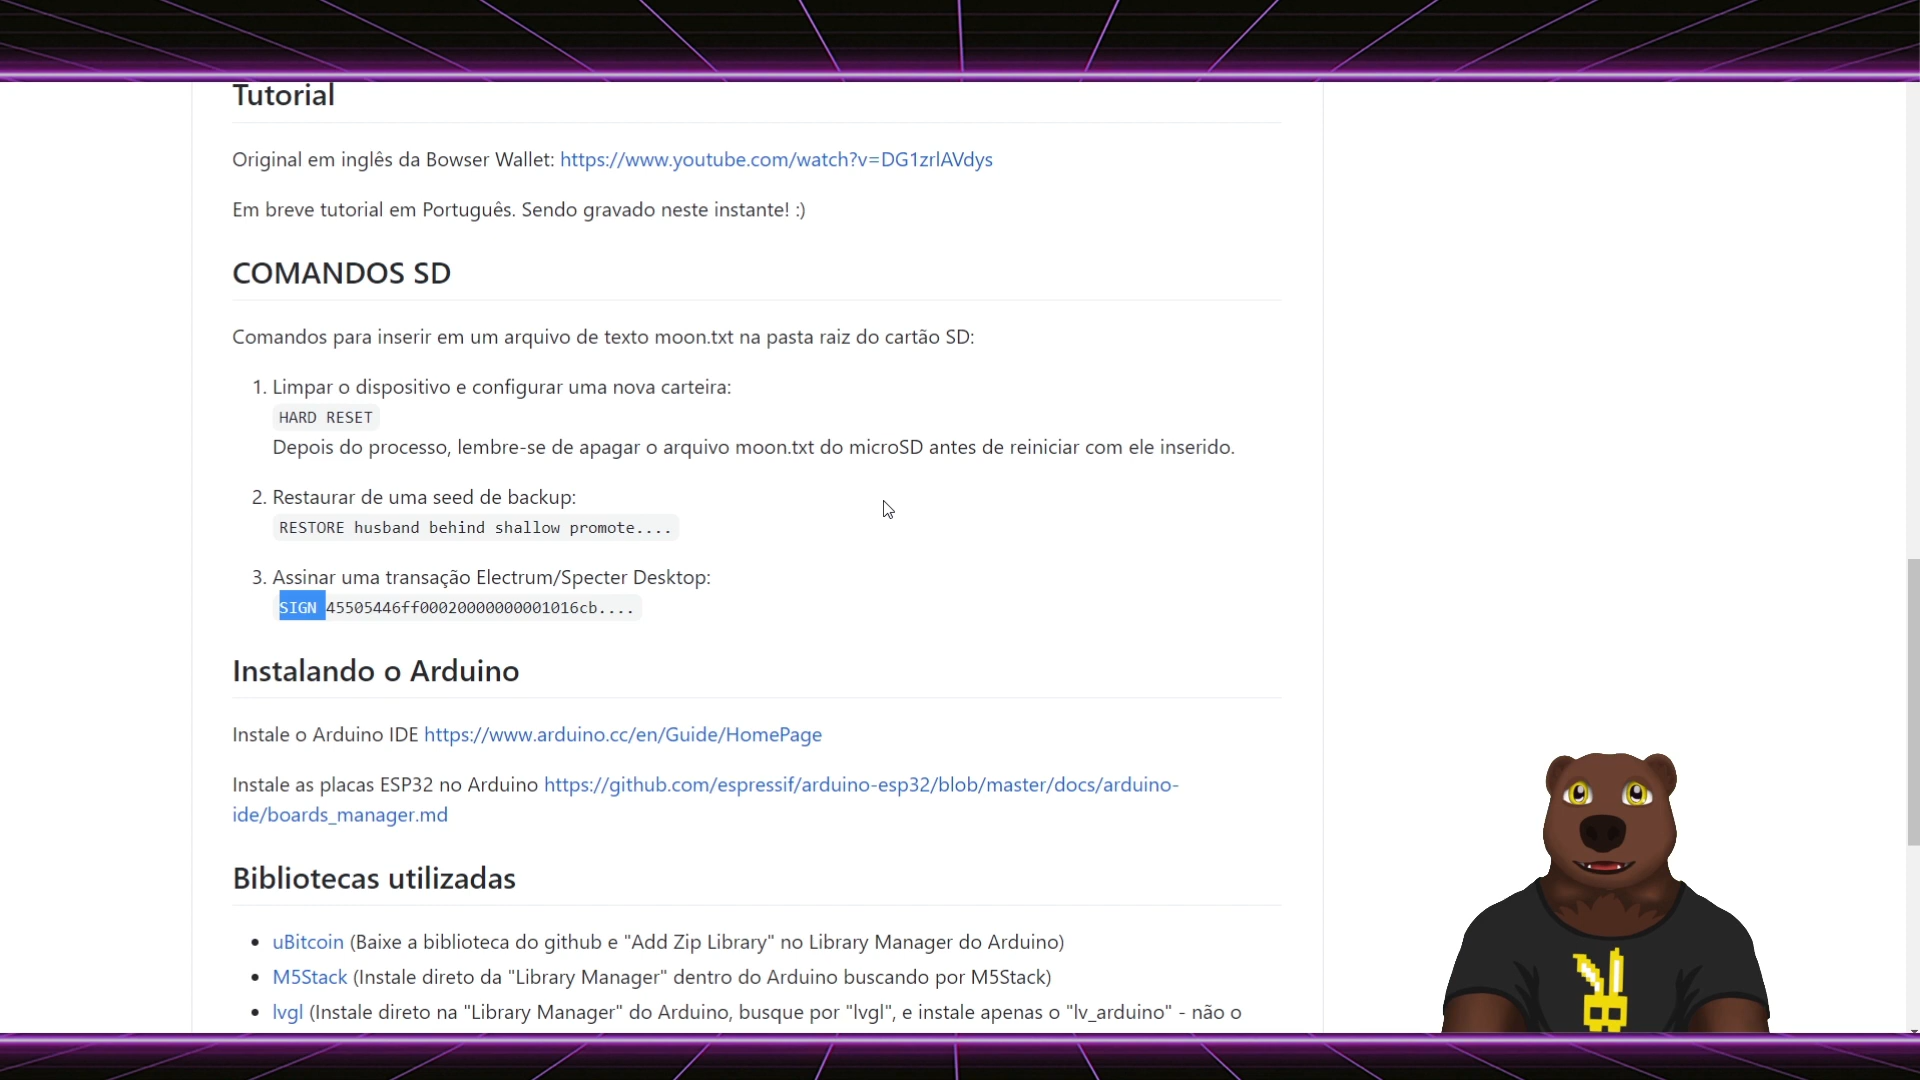 Tutorial
Original em inglês da Bowser Wallet: https://www.youtube.com/watch?v=DG1zrlAVdys
Em breve tutorial em Português. Sendo gravado neste instante! :)
COMANDOS SD
Comandos para inserir em um arquivo de texto moon.txt na pasta raiz do cartão SD:
1. Limpar o dispositivo e configurar uma nova carteira:
HARD RESET
Depois do processo, lembre-se de apagar o arquivo moon.txt do microSD antes de reiniciar com ele inserido.
2. Restaurar de uma seed de backup:
RESTORE husband behind shallow promote....
3. Assinar uma transação Electrum/Specter Desktop:
SIGN 45505446ff00020000000001016cb....
Instalando o Arduino
Instale o Arduino IDE https://www.arduino.cc/en/Guide/HomePage
Instale as placas ESP32 no Arduino https://github.com/espressif/arduino-esp32/blob/master/docs/arduino-
ide/boards_manager.md
Bibliotecas utilizadas
uBitcoin (Baixe a biblioteca do github e "Add Zip Library" no Library Manager do Arduino)
M5Stack (Instale direto da "Library Manager" dentro do Arduino buscando por M5Stack)
lvgl (Instale direto na "Library Manager" do Arduino, busque por "lvgl", e instale apenas o "lv_arduino" - não o